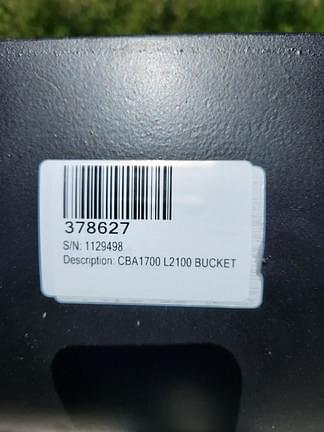 378627
S/N: 1129498
Description: CBA1700 L2100 BUCKET